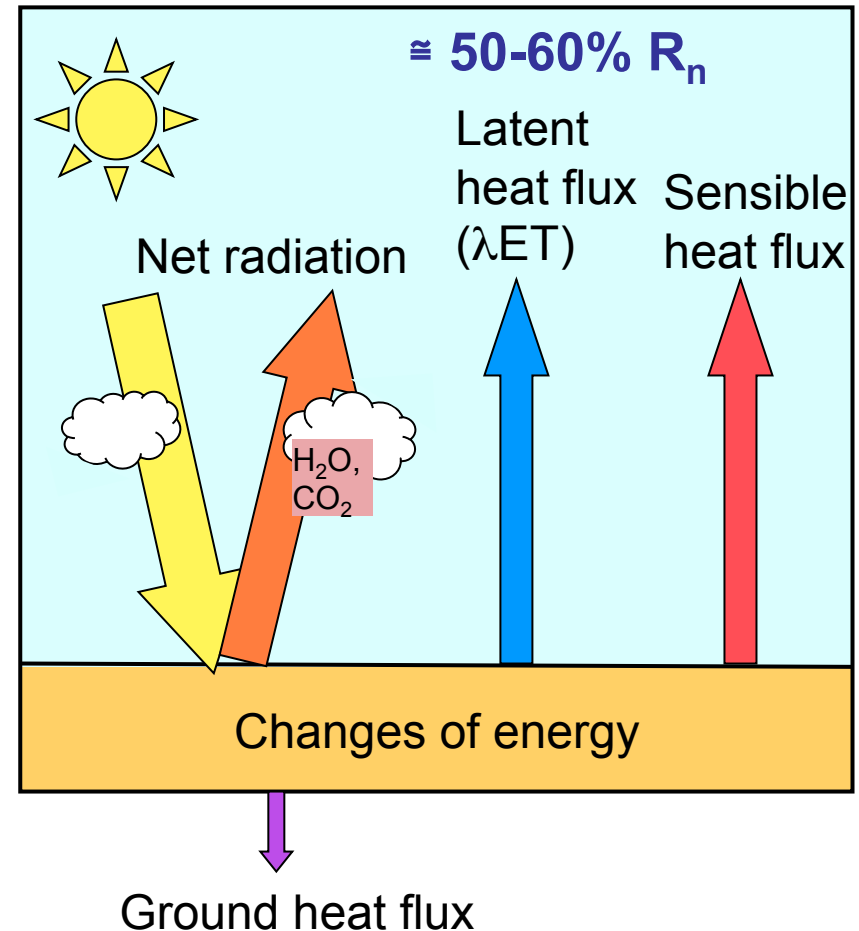 ≅ 50-60% Rₙ
Latent
heat flux
(λET)
Sensible
heat flux
Net radiation
H₂O,
CO₂
Changes of energy
Ground heat flux